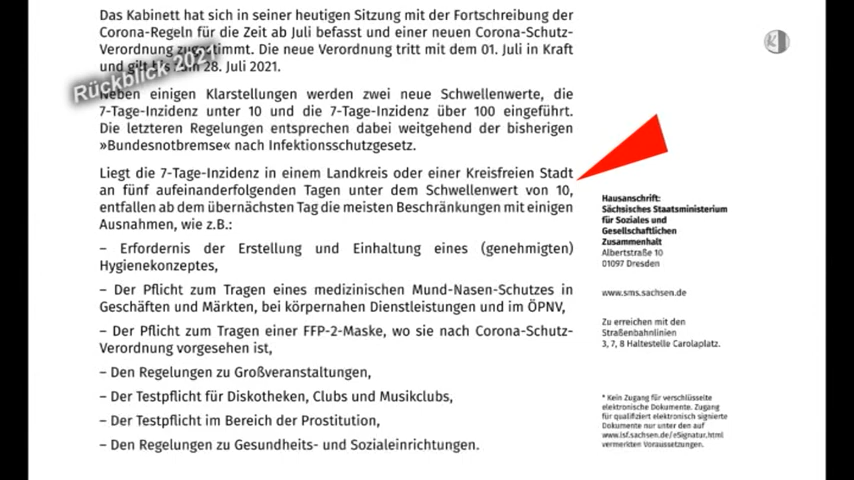 Das Kabinett hat sich in seiner heutigen Sitzung mit der Fortschreibung der
Corona-Regeln für die Zeit ab Juli befasst und einer neuen Corona-Schutz-
Verordnung zugestimmt. Die neue Verordnung tritt mit dem 01. Juli in Kraft
und gilt bis zum 28. Juli 2021.
Rückblick 2021
Neben einigen Klarstellungen werden zwei neue Schwellenwerte, die
7-Tage-Inzidenz unter 10 und die 7-Tage-Inzidenz über 100 eingeführt.
Die letzteren Regelungen entsprechen dabei weitgehend der bisherigen
»Bundesnotbremse« nach Infektionsschutzgesetz.
Liegt die 7-Tage-Inzidenz in einem Landkreis oder einer Kreisfreien Stadt
an fünf aufeinanderfolgenden Tagen unter dem Schwellenwert von 10,
entfallen ab dem übernächsten Tag die meisten Beschränkungen mit einigen
Ausnahmen, wie z.B.:
– Erfordernis der Erstellung und Einhaltung eines (genehmigten)
Hygienekonzeptes,
– Der Pflicht zum Tragen eines medizinischen Mund-Nasen-Schutzes in
Geschäften und Märkten, bei körpernahen Dienstleistungen und im ÖPNV,
– Der Pflicht zum Tragen einer FFP-2-Maske, wo sie nach Corona-Schutz-
Verordnung vorgesehen ist,
– Den Regelungen zu Großveranstaltungen,
– Der Testpflicht für Diskotheken, Clubs und Musikclubs,
– Der Testpflicht im Bereich der Prostitution,
– Den Regelungen zu Gesundheits- und Sozialeinrichtungen.
Hausanschrift:
Sächsisches Staatsministerium
für Soziales und
Gesellschaftlichen
Zusammenhalt
Albertstraße 10
01097 Dresden
www.sms.sachsen.de
Zu erreichen mit den
Straßenbahnlinien
3, 7, 8 Haltestelle Carolaplatz.
* Kein Zugang für verschlüsselte
elektronische Dokumente. Zugang
für qualifiziert elektronisch signierte
Dokumente nur unter den auf
www.lsf.sachsen.de/eSignatur.html
vermerkten Voraussetzungen.